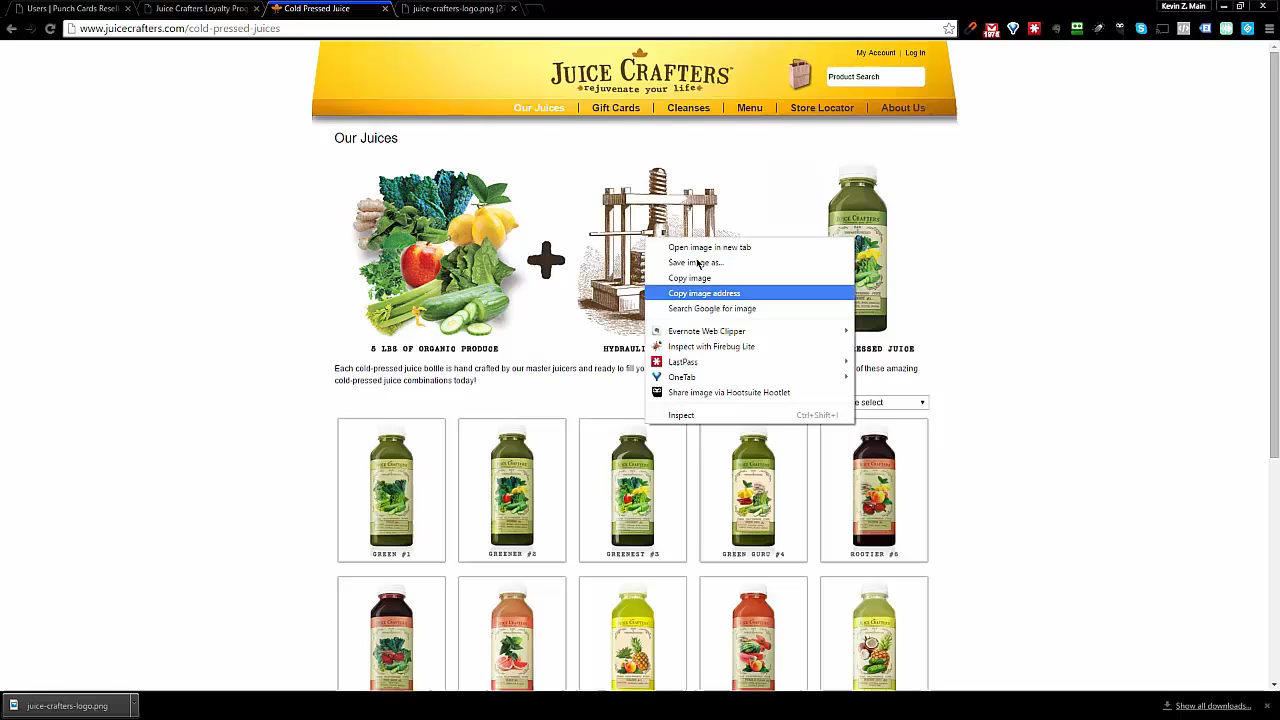 Users | Punch Cards Resell
Juice Crafters Loyalty Prog
Cold Pressed Juice
juice-crafters-logo.png (27
Kevin Z. Main
www.juicecrafters.com/cold-pressed-juices
My Account | Log In
JUICE CRAFTERS™
rejuvenate your life
Product Search
Our Juices | Gift Cards | Cleanses | Menu | Store Locator | About Us
Our Juices
JUICE CRAFTERS
Open image in new tab
Save image as...
Copy image
Copy image address
Search Google for image
Evernote Web Clipper
Inspect with Firebug Lite
LastPass
OneTab
Share image via Hootsuite Hootlet
Inspect Ctrl+Shift+I
5 LBS OF ORGANIC PRODUCE
HYDRAULI
ESSED JUICE
Each cold-pressed juice bottle is hand crafted by our master juicers and ready to fill yo
of these amazing
cold-pressed juice combinations today!
e select
GREEN #1
GREENER #2
GREENEST #3
GREEN GURU #4
ROOTIER #6
juice-crafters-logo.png
Show all downloads...